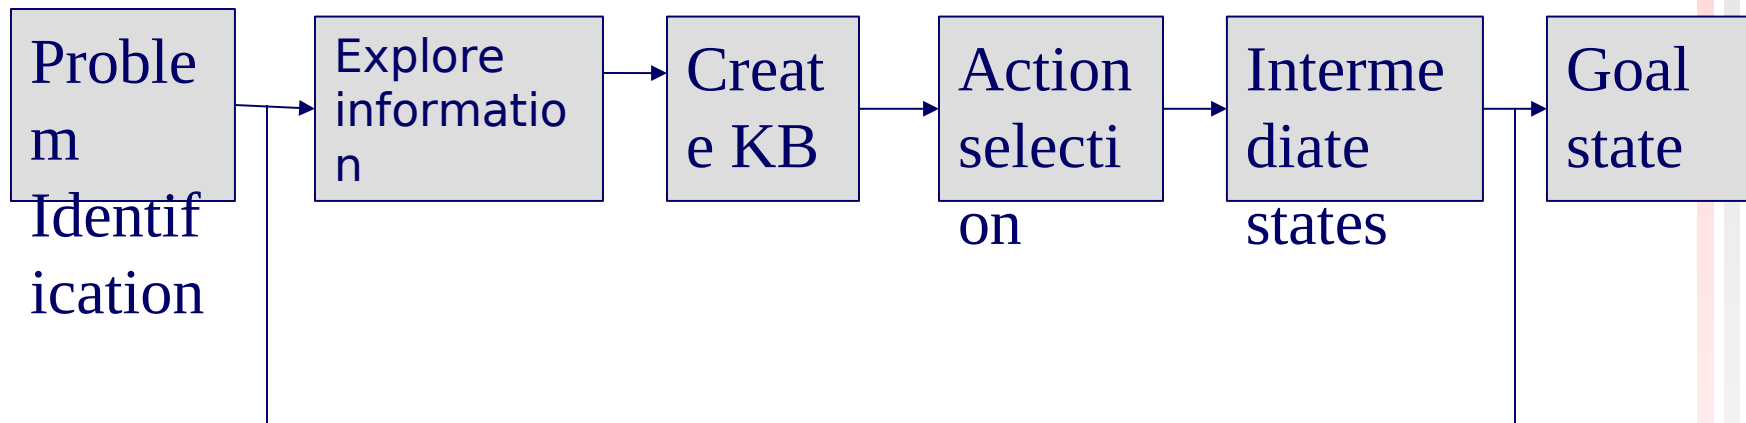 Proble
m
Identif
ication
Explore
informatio
n
Creat
e KB
Action
selecti
on
Interme
diate
states
Goal
state